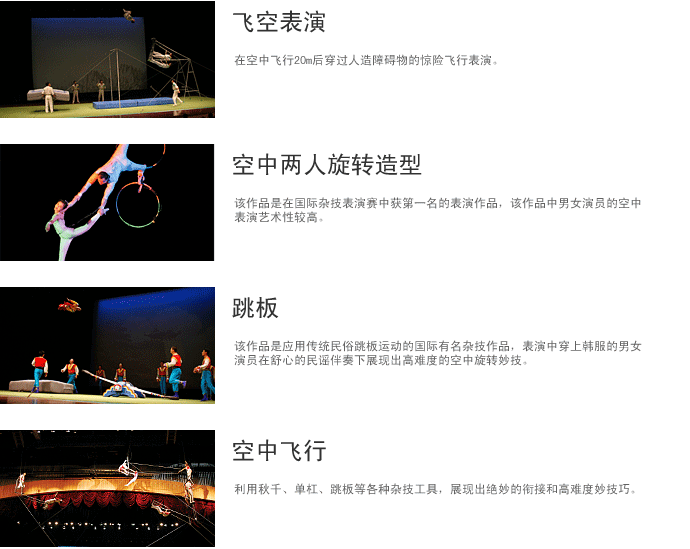 飞空表演
在空中飞行20m后穿过人造障碍物的惊险飞行表演。
空中两人旋转造型
该作品是在国际杂技表演赛中获第一名的表演作品，该作品中男女演员的空中
表演艺术性较高。
跳板
该作品是应用传统民俗跳板运动的国际有名杂技作品，表演中穿上韩服的男女
演员在舒心的民谣伴奏下展现出高难度的空中旋转妙技。
空中飞行
利用秋千、单杠、跳板等各种杂技工具，展现出绝妙的衔接和高难度妙技巧。